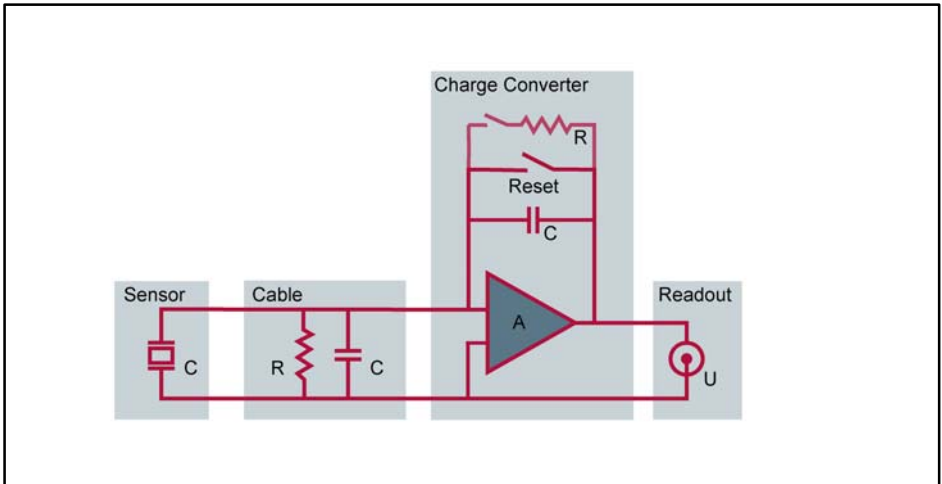 Charge Converter
R
Reset
C
Sensor
Cable
Readout
A
C
R
C
U